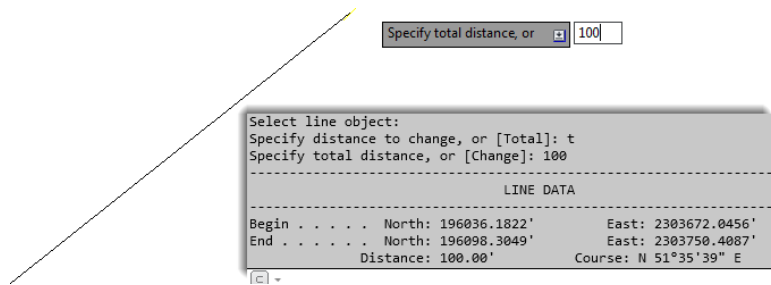 Specify total distance, or 100
Select line object:
Specify distance to change, or [Total]: t
Specify total distance, or [Change]: 100
LINE DATA
Begin . . . . . North: 196036.1822' East: 2303672.0456'
End . . . . . . North: 196098.3049' East: 2303750.4087'
Distance: 100.00' Course: N 51°35'39" E